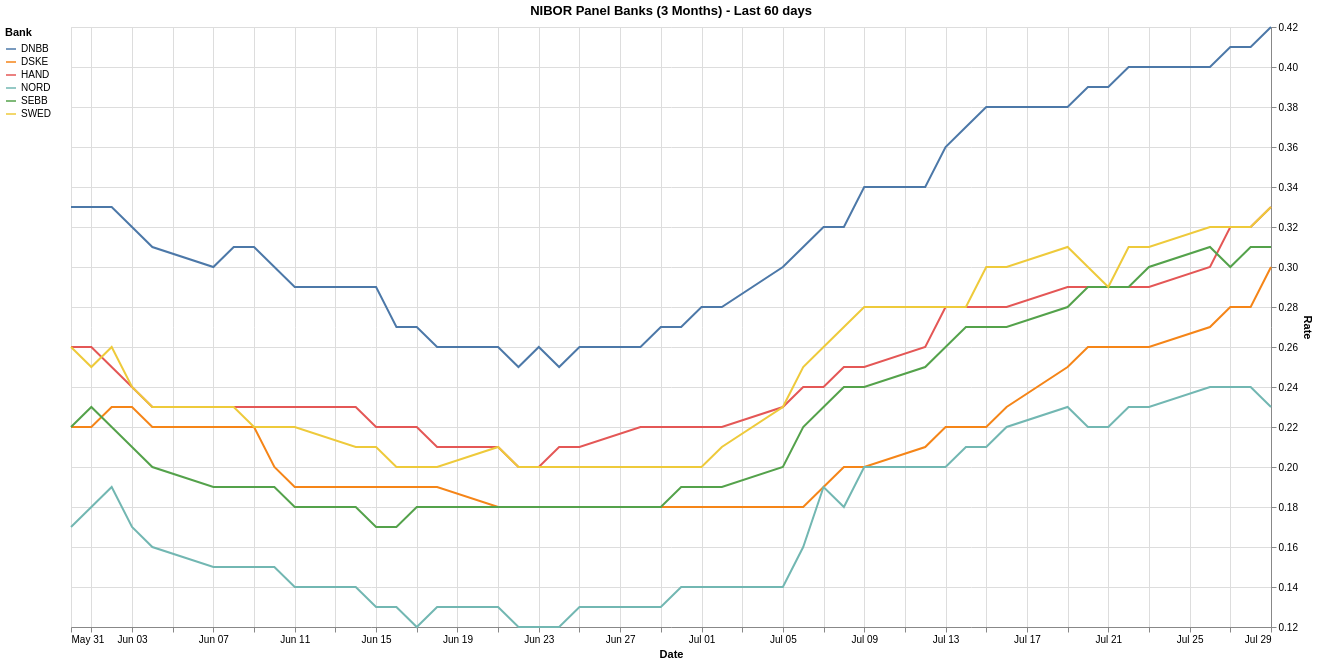 NIBOR Panel Banks (3 Months) - Last 60 days
Bank
DNBB
DSKE
HAND
NORD
SEBB
SWED
0.42
0.40
0.38
0.36
0.34
0.32
0.30
0.28
0.26
0.24
0.22
0.20
0.18
0.16
0.14
0.12
Rate
May 31 Jun 03 Jun 07 Jun 11 Jun 15 Jun 19 Jun 23 Jun 27 Jul 01 Jul 05 Jul 09 Jul 13 Jul 17 Jul 21 Jul 25 Jul 29
Date